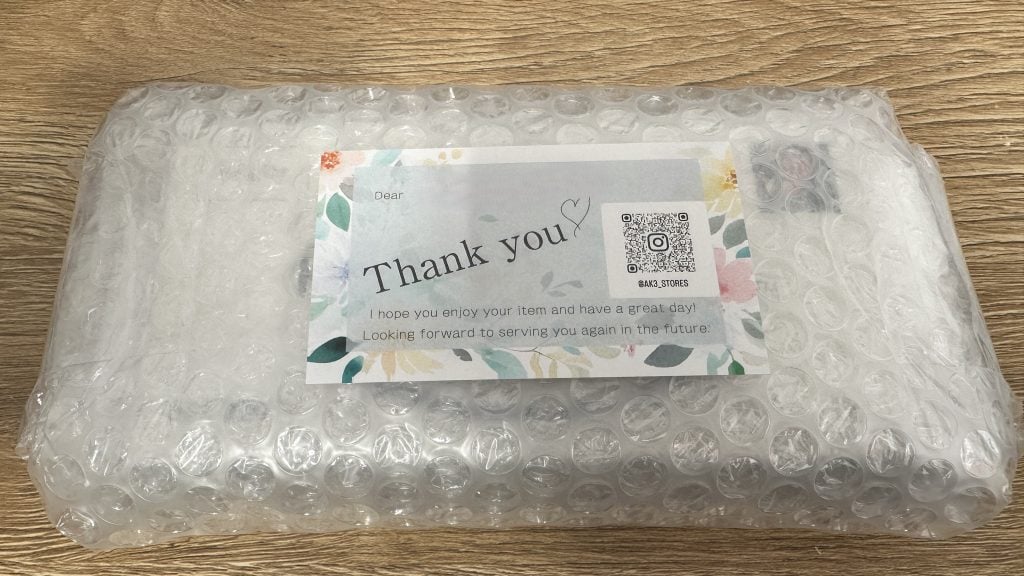 Dear
Thank you
@AK3_STORES
I hope you enjoy your item and have a great day!
Looking forward to serving you again in the future.